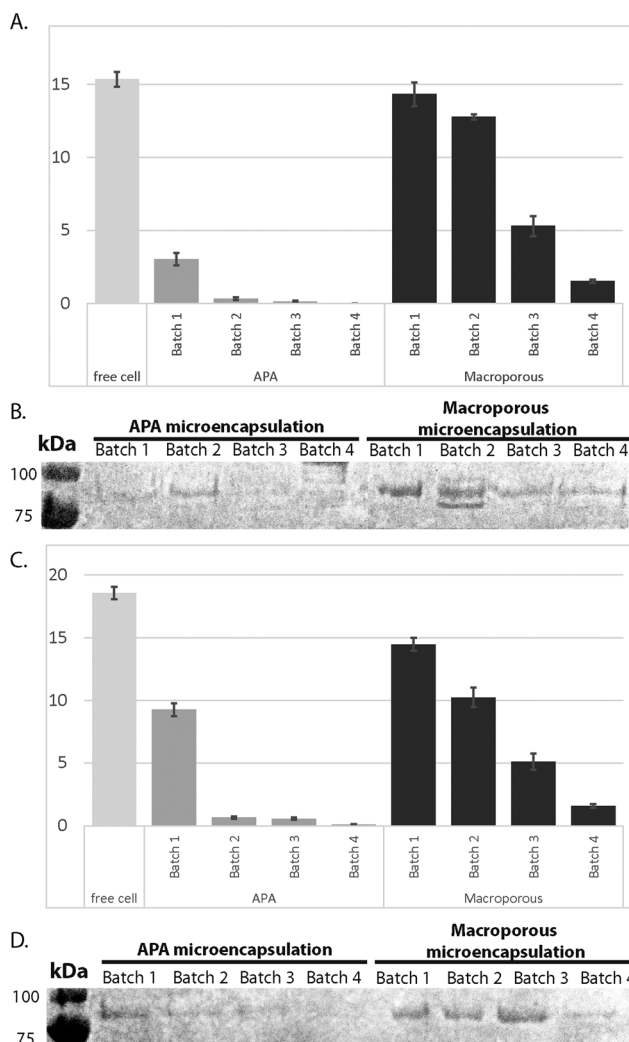 A.
15
10
5
0
Batch 1
Batch 2
Batch 3
Batch 4
Batch 1
Batch 2
Batch 3
Batch 4
free cell APA Macroporous
B.
kDa APA microencapsulation Macroporous microencapsulation
Batch 1 Batch 2 Batch 3 Batch 4 Batch 1 Batch 2 Batch 3 Batch 4
100
75
C.
20
15
10
5
0
Batch 1
Batch 2
Batch 3
Batch 4
Batch 1
Batch 2
Batch 3
Batch 4
free cell APA Macroporous
D.
kDa APA microencapsulation Macroporous microencapsulation
Batch 1 Batch 2 Batch 3 Batch 4 Batch 1 Batch 2 Batch 3 Batch 4
100
75